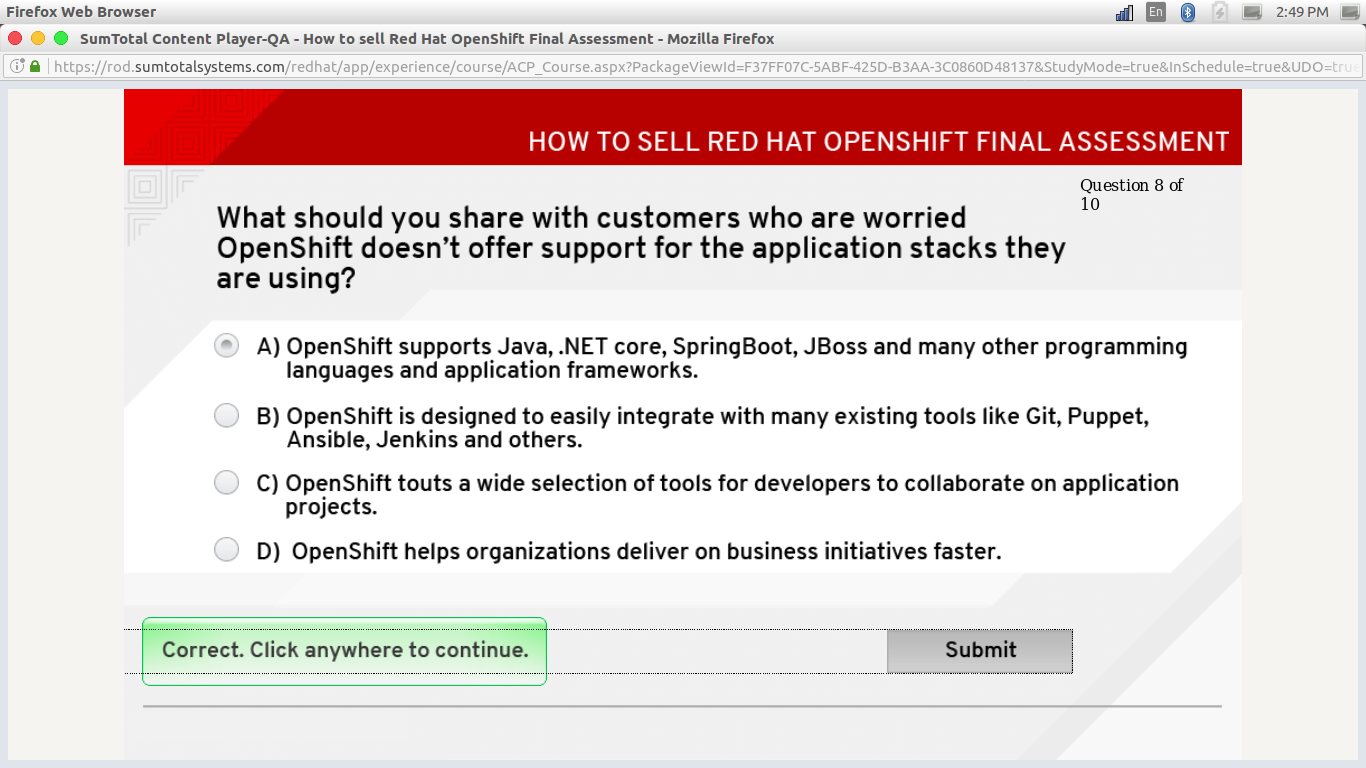 Firefox Web Browser
En
2:49 PM
SumTotal Content Player-QA - How to sell Red Hat OpenShift Final Assessment - Mozilla Firefox
https://rod.sumtotalsystems.com/redhat/app/experience/course/ACP_Course.aspx?PackageViewId=F37FF07C-5ABF-425D-B3AA-3C0860D48137&StudyMode=true&InSchedule=true&UDO=true
HOW TO SELL RED HAT OPENSHIFT FINAL ASSESSMENT
Question 8 of
10
What should you share with customers who are worried
OpenShift doesn't offer support for the application stacks they
are using?
A) OpenShift supports Java, .NET core, SpringBoot, JBoss and many other programming
languages and application frameworks.
B) OpenShift is designed to easily integrate with many existing tools like Git, Puppet,
Ansible, Jenkins and others.
C) OpenShift touts a wide selection of tools for developers to collaborate on application
projects.
D) OpenShift helps organizations deliver on business initiatives faster.
Correct. Click anywhere to continue.
Submit